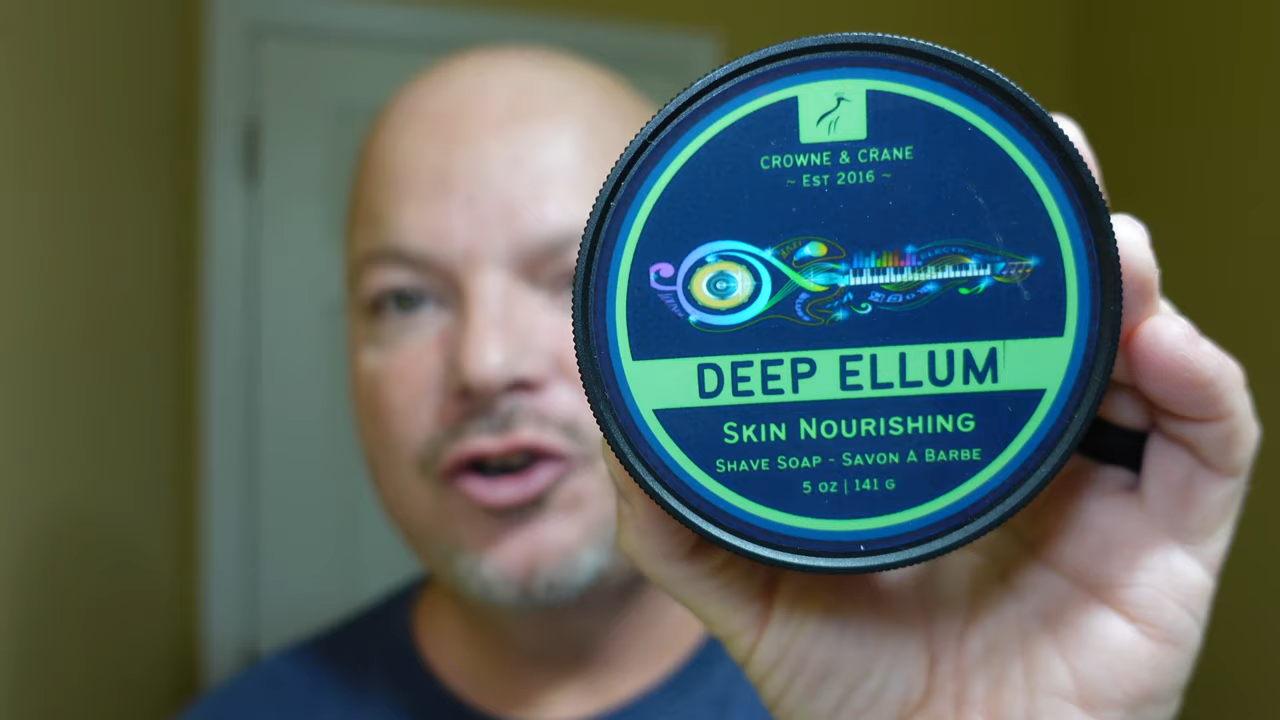 CROWNE & CRANE
~ EST 2016 ~
DEEP ELLUM
SKIN NOURISHING
SHAVE SOAP - SAVON A BARBE
5 OZ | 141 G